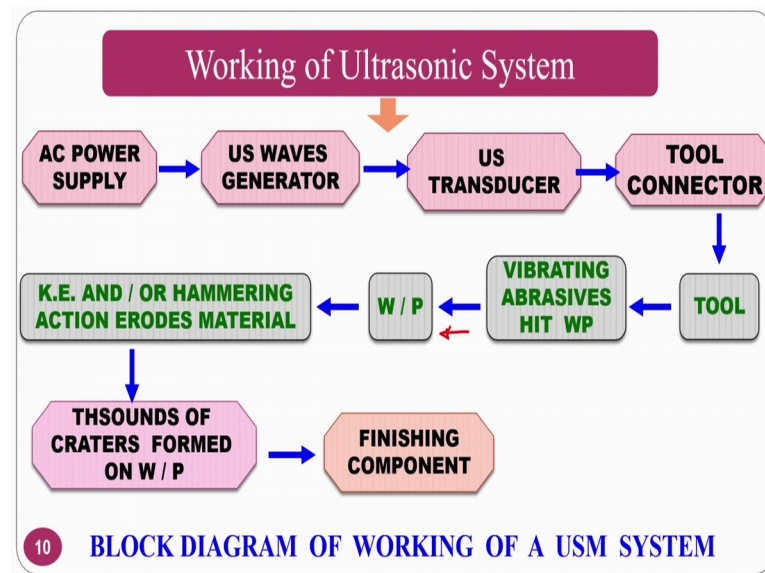 Working of Ultrasonic System
AC POWER
SUPPLY
US WAVES
GENERATOR
US
TRANSDUCER
TOOL
CONNECTOR
TOOL
VIBRATING
ABRASIVES
HIT WP
W / P
K.E. AND / OR HAMMERING
ACTION ERODES MATERIAL
THSOUNDS OF
CRATERS FORMED
ON W / P
FINISHING
COMPONENT
10
BLOCK DIAGRAM OF WORKING OF A USM SYSTEM